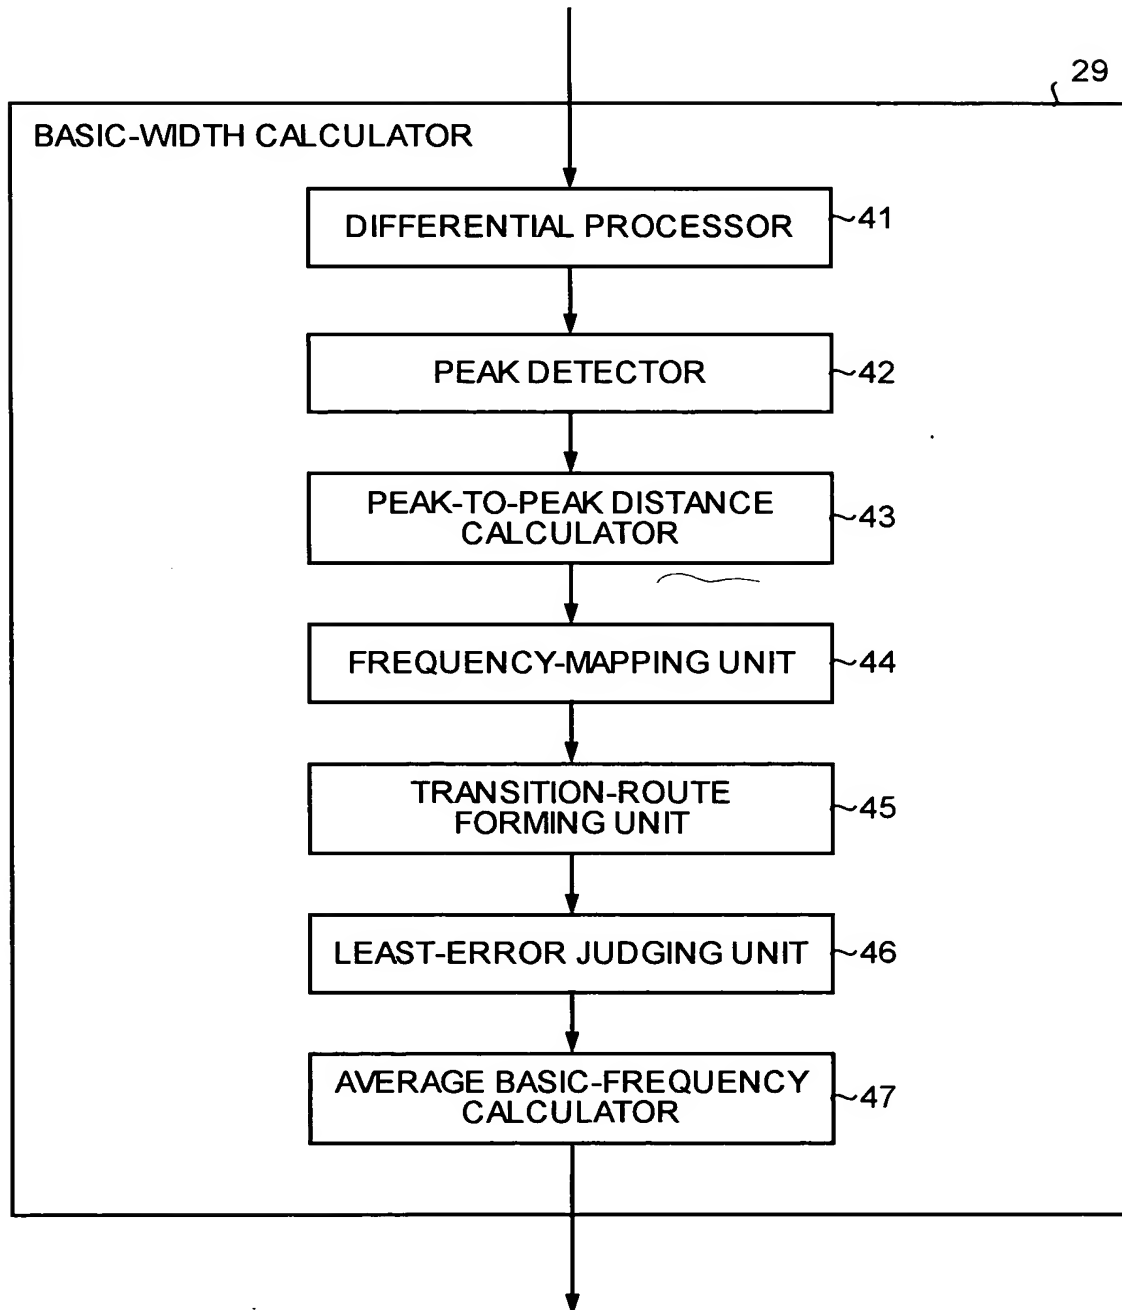 29
BASIC-WIDTH CALCULATOR
DIFFERENTIAL PROCESSOR
41
PEAK DETECTOR
42
PEAK-TO-PEAK DISTANCE
CALCULATOR
43
FREQUENCY-MAPPING UNIT
44
TRANSITION-ROUTE
FORMING UNIT
45
LEAST-ERROR JUDGING UNIT
46
AVERAGE BASIC-FREQUENCY
CALCULATOR
47